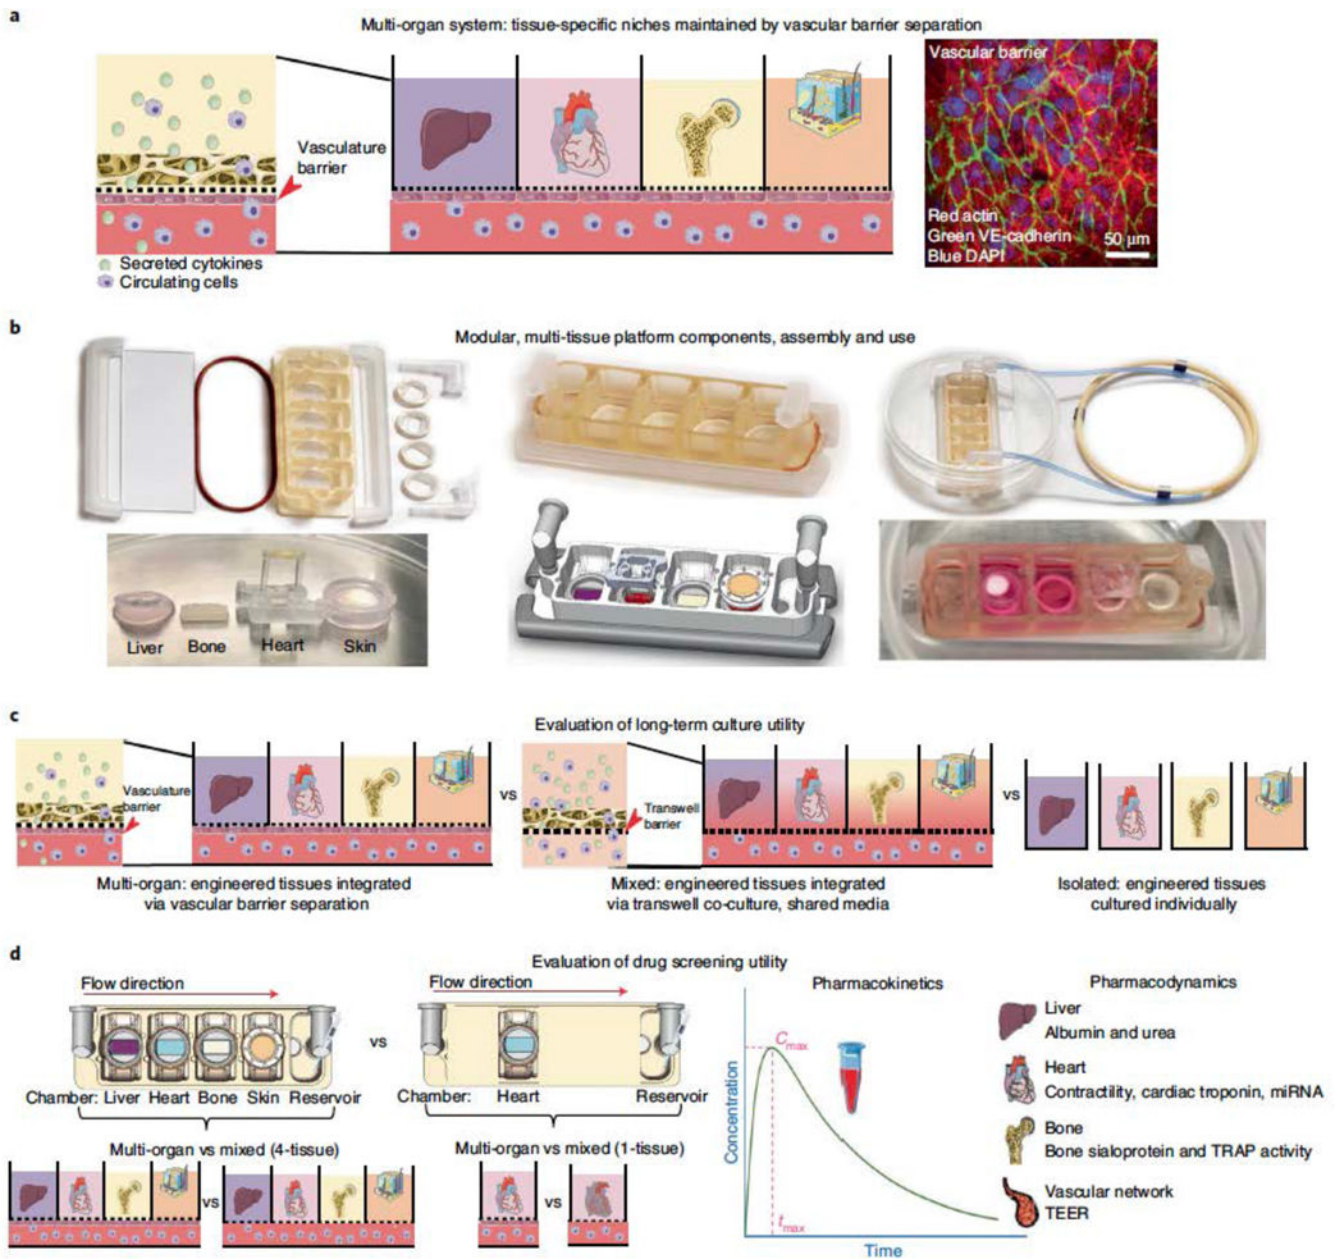 a
Multi-organ system: tissue-specific niches maintained by vascular barrier separation
Vasculature
barrier
Secreted cytokines
Circulating cells
Vascular barrier
Red actin
Green VE-cadherin
Blue DAPI
50 µm
b
Modular, multi-tissue platform components, assembly and use
Liver
Bone
Heart
Skin
c
Evaluation of long-term culture utility
Vasculature
barrier
vs
Transwell
barrier
vs
Multi-organ: engineered tissues integrated
via vascular barrier separation
Mixed: engineered tissues integrated
via transwell co-culture, shared media
Isolated: engineered tissues
cultured individually
d
Evaluation of drug screening utility
Flow direction
vs
Flow direction
Chamber: Liver Heart Bone Skin Reservoir
Chamber: Heart Reservoir
Multi-organ vs mixed (4-tissue)
vs
Multi-organ vs mixed (1-tissue)
vs
Pharmacokinetics
Concentration
Cmax
tmax
Time
Pharmacodynamics
Liver
Albumin and urea
Heart
Contractility, cardiac troponin, miRNA
Bone
Bone sialoprotein and TRAP activity
Vascular network
TEER